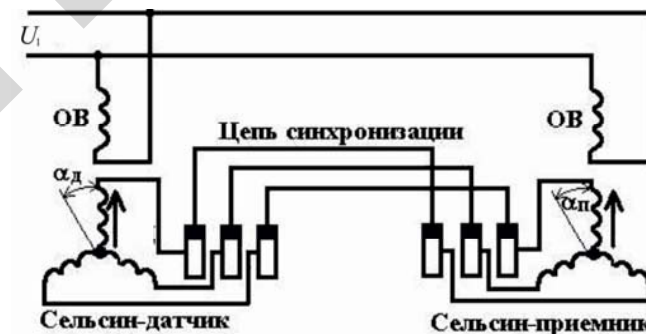 U₁
ОВ
ОВ
Цепь синхронизации
αд
αп
Сельсин-датчик
Сельсин-приемник